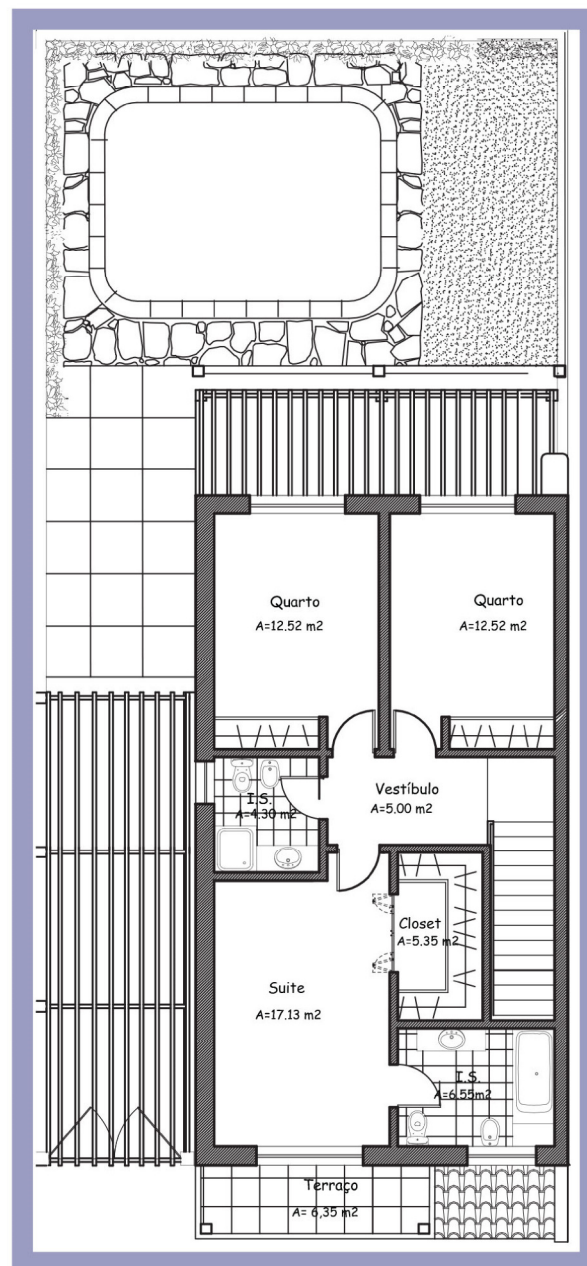 Quarto
A=12.52 m2
Quarto
A=12.52 m2
Vestíbulo
A=5.00 m2
I.S.
A=4.30 m2
Closet
A=5.35 m2
Suite
A=17.13 m2
I.S.
A=6.55m2
Terraço
A= 6,35 m2